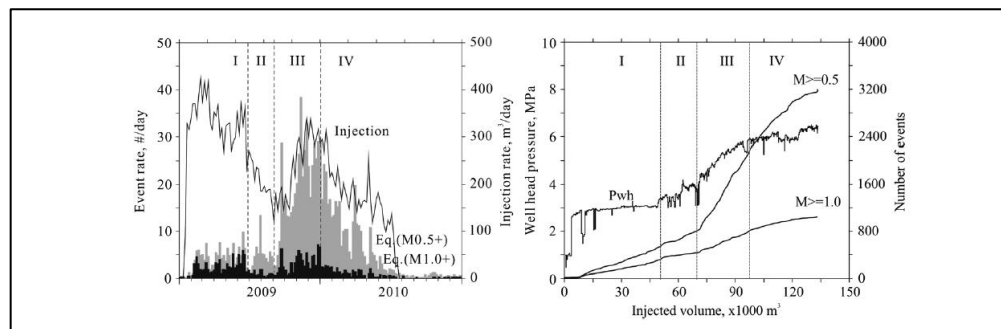 Event rate, #/day
50
40
30
20
10
0
I
II
III
IV
Injection
Eq.(M0.5+)
Eq.(M1.0+)
2009
2010
500
400
300
200
100
0
Injection rate, m³/day
Well head pressure, MPa
10
8
6
4
2
0
I
II
III
IV
M>=0.5
Pwh
M>=1.0
0
30
60
90
120
150
Injected volume, x1000 m³
4000
3200
2400
1600
800
0
Number of events